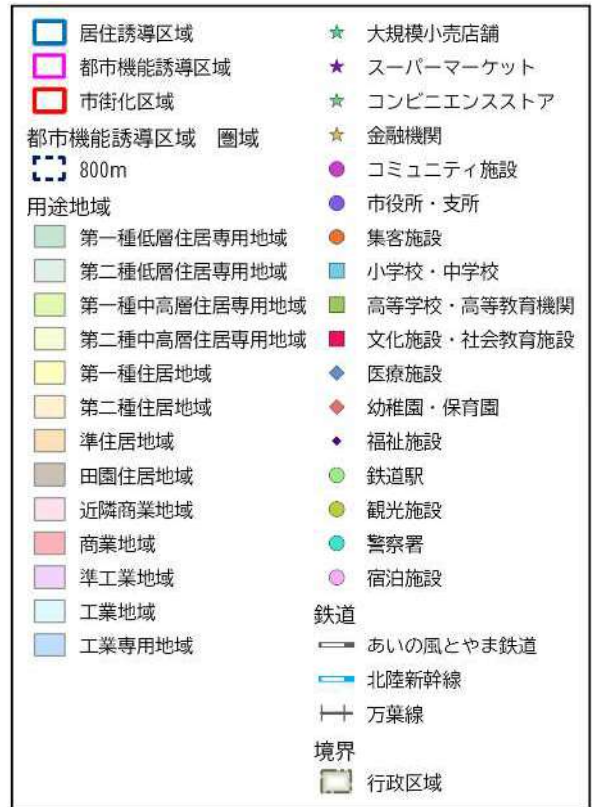 居住誘導区域
都市機能誘導区域
市街化区域
都市機能誘導区域 圏域
800m
用途地域
第一種低層住居専用地域
第二種低層住居専用地域
第一種中高層住居専用地域
第二種中高層住居専用地域
第一種住居地域
第二種住居地域
準住居地域
田園住居地域
近隣商業地域
商業地域
準工業地域
工業地域
工業専用地域
大規模小売店舗
スーパーマーケット
コンビニエンスストア
金融機関
コミュニティ施設
市役所・支所
集客施設
小学校・中学校
高等学校・高等教育機関
文化施設・社会教育施設
医療施設
幼稚園・保育園
福祉施設
鉄道駅
観光施設
警察署
宿泊施設
鉄道
あいの風とやま鉄道
北陸新幹線
万葉線
境界
行政区域